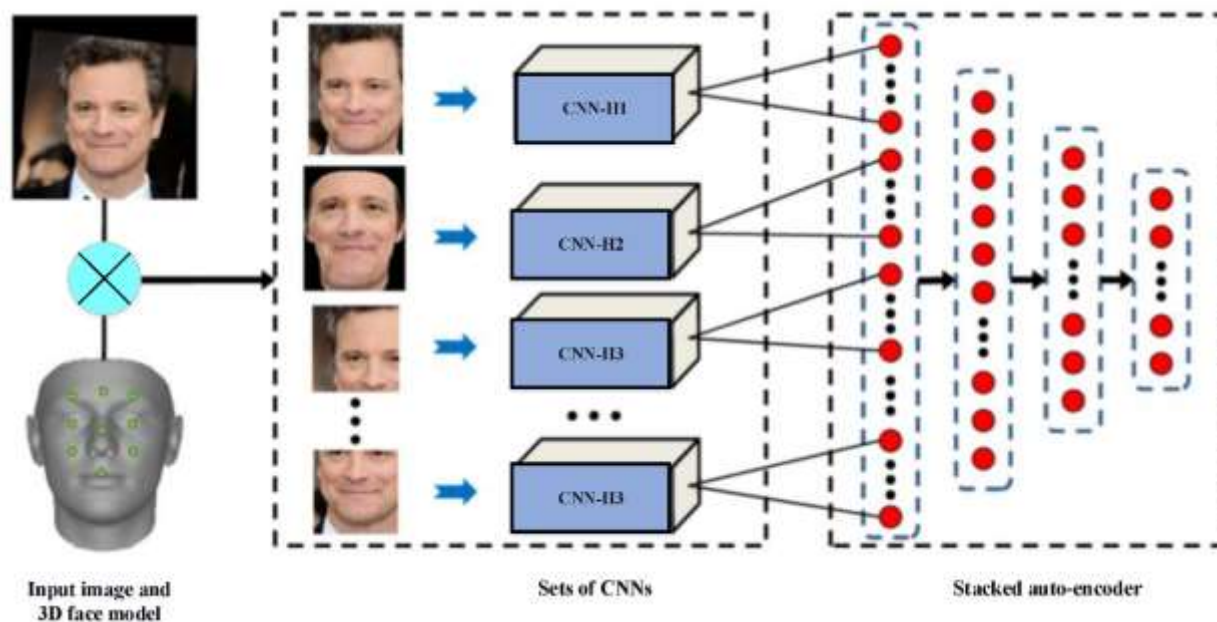 CNN-H1
CNN-H2
CNN-H3
CNN-H3
Input image and
3D face model
Sets of CNNs
Stacked auto-encoder